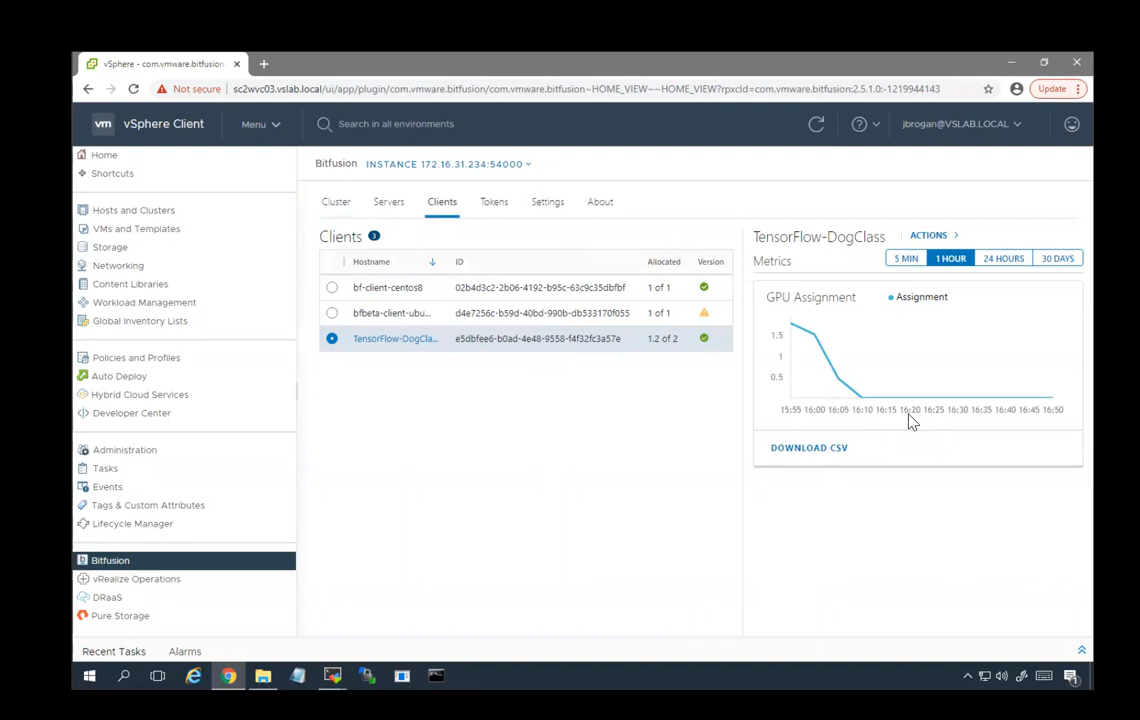 vSphere - com.vmware.bitfusion
Not secure sc2wvc03.vslab.local/ui/app/plugin/com.vmware.bitfusion/com.vmware.bitfusion~HOME_VIEW~~HOME_VIEW?rpxcId=com.vmware.bitfusion:2.5.1.0:-1219944143 Update
vm vSphere Client Menu Search in all environments jbrogan@VSLAB.LOCAL
Home
Shortcuts
Hosts and Clusters
VMs and Templates
Storage
Networking
Content Libraries
Workload Management
Global Inventory Lists
Policies and Profiles
Auto Deploy
Hybrid Cloud Services
Developer Center
Administration
Tasks
Events
Tags & Custom Attributes
Lifecycle Manager
Bitfusion
vRealize Operations
DRaaS
Pure Storage
Bitfusion INSTANCE 172.16.31.234:54000
Cluster Servers Clients Tokens Settings About
Clients 3
Hostname ID Allocated Version
bf-client-centos8 02b4d3c2-2b06-4192-b95c-63c9c35dbfbf 1 of 1
bfbeta-client-ubu... d4e7256c-b59d-40bd-990b-db533170f055 1 of 1
TensorFlow-DogCla... e5dbfee6-b0ad-4e48-9558-f4f32fc3a57e 1.2 of 2
TensorFlow-DogClass ACTIONS
Metrics 5 MIN 1 HOUR 24 HOURS 30 DAYS
GPU Assignment Assignment
1.5
1
0.5
15:55 16:00 16:05 16:10 16:15 16:20 16:25 16:30 16:35 16:40 16:45 16:50
DOWNLOAD CSV
Recent Tasks Alarms